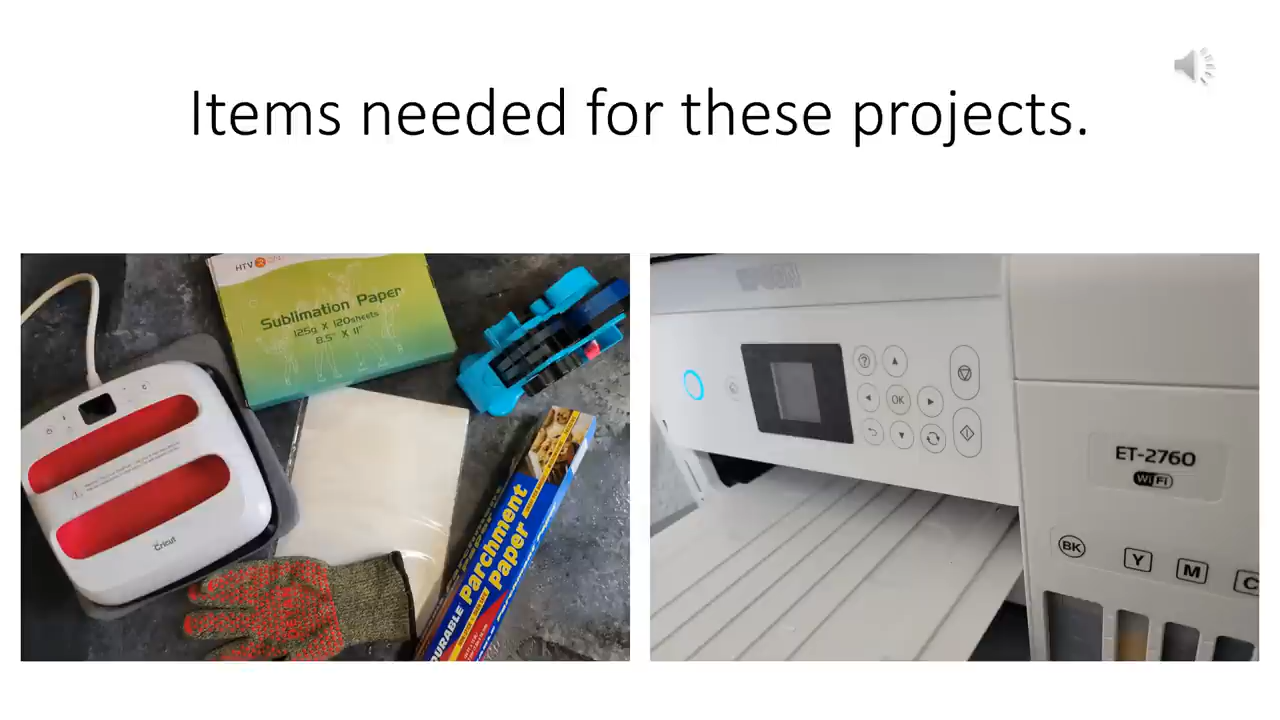 Items needed for these projects.
HTV
Sublimation Paper
125g X 120sheets
8.5" X 11"
Cricut
DURABLE Parchment
Paper
EPSON
OK
ET-2760
WiFi
BK
Y
M
C